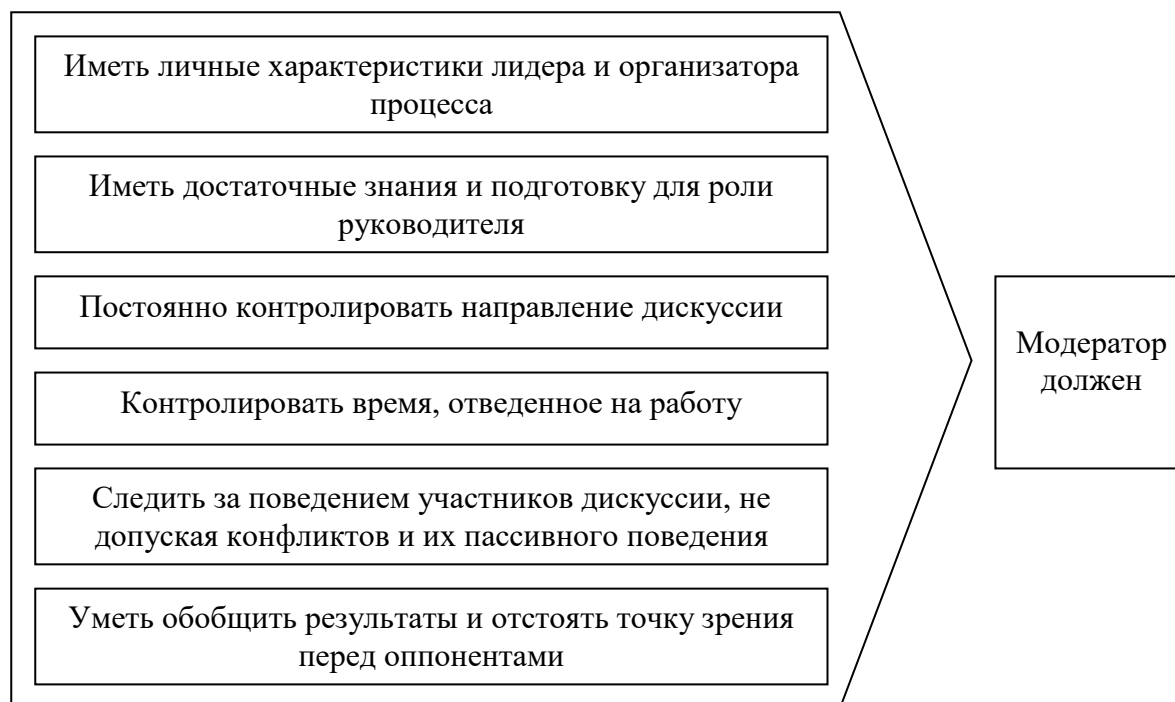 Иметь личные характеристики лидера и организатора
процесса
Иметь достаточные знания и подготовку для роли
руководителя
Постоянно контролировать направление дискуссии
Контролировать время, отведенное на работу
Следить за поведением участников дискуссии, не
допуская конфликтов и их пассивного поведения
Уметь обобщить результаты и отстоять точку зрения
перед оппонентами
Модератор
должен